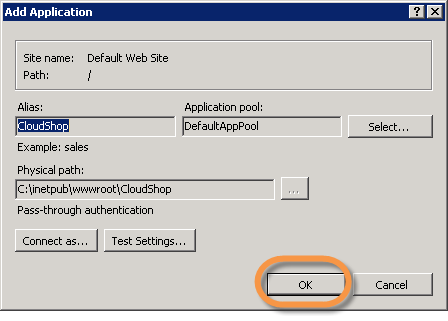 Add Application
Site name: Default Web Site
Path: /
Alias: Application pool:
CloudShop DefaultAppPool Select...
Example: sales
Physical path:
C:\inetpub\wwwroot\CloudShop ...
Pass-through authentication
Connect as... Test Settings...
OK Cancel